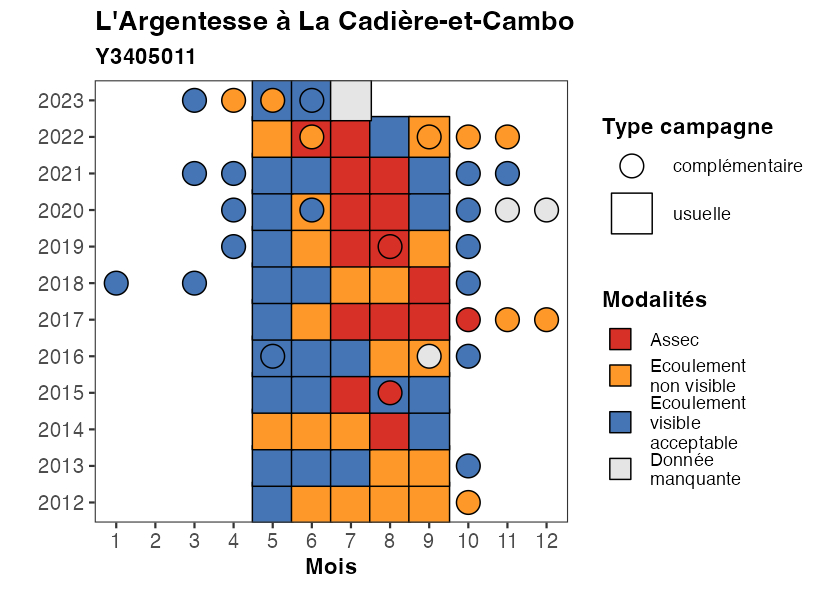 L'Argentesse à La Cadière-et-Cambo
Y3405011
2023
2022
2021
2020
2019
2018
2017
2016
2015
2014
2013
2012
1 2 3 4 5 6 7 8 9 10 11 12
Mois
Type campagne
complémentaire
usuelle
Modalités
Assec
Ecoulement
non visible
Ecoulement
visible
acceptable
Donnée
manquante